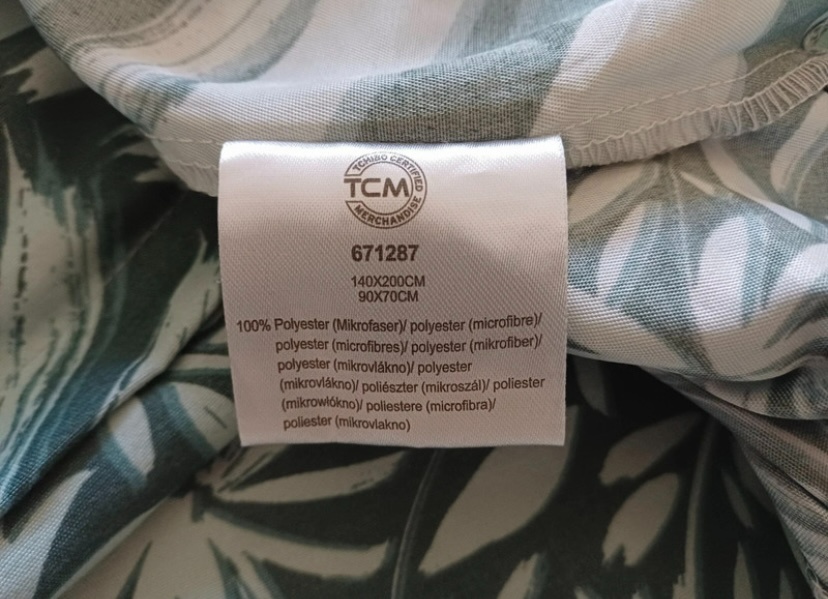 TCHIBO CERTIFIED
TCM
MERCHANDISE
671287
140X200CM
90X70CM
100% Polyester (Mikrofaser)/ polyester (microfibre)/
polyester (microfibres)/ polyester (mikrofiber)/
polyester (mikrovlákno)/ polyester
(mikrovlákno)/ poliészter (mikroszál)/ poliester
(mikrowłókno)/ poliestere (microfibra)/
poliester (mikrovlakno)